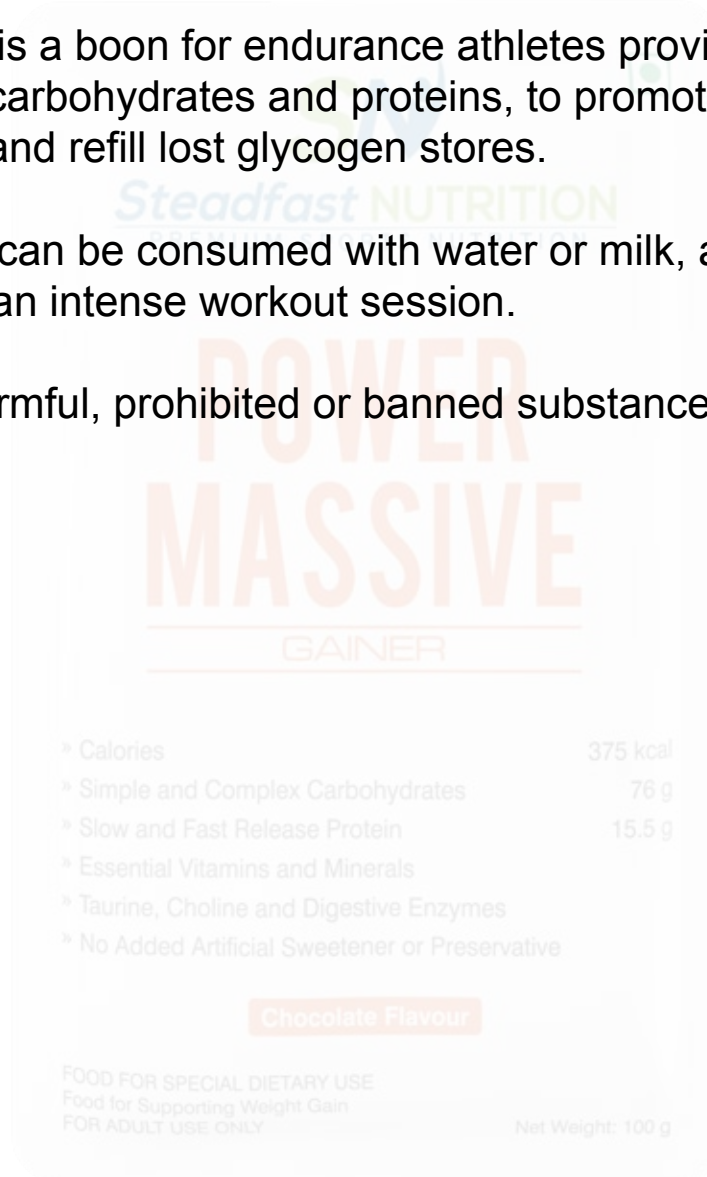 is a boon for endurance athletes provi
carbohydrates and proteins, to promot
and refill lost glycogen stores.
SN
Steadfast NUTRITION
PREMIUM SPORTS NUTRITION
can be consumed with water or milk, a
an intense workout session.
rmful, prohibited or banned substance
POWER
MASSIVE
GAINER
» Calories 375 kcal
» Simple and Complex Carbohydrates 76 g
» Slow and Fast Release Protein 15.5 g
» Essential Vitamins and Minerals
» Taurine, Choline and Digestive Enzymes
» No Added Artificial Sweetener or Preservative
Chocolate Flavour
FOOD FOR SPECIAL DIETARY USE
Food for Supporting Weight Gain
FOR ADULT USE ONLY Net Weight: 100 g